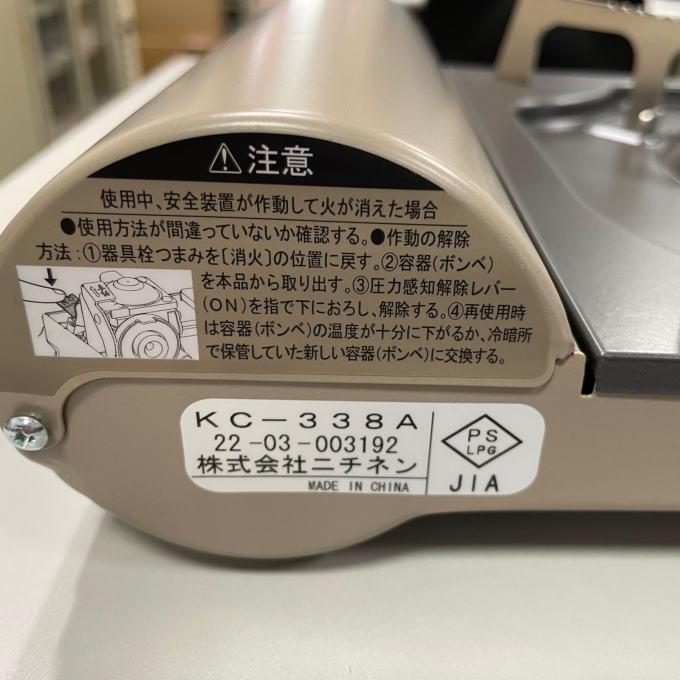 ⚠注意
使用中、安全装置が作動して火が消えた場合
●使用方法が間違っていないか確認する。●作動の解除
方法:①器具栓つまみを〔消火〕の位置に戻す。②容器(ボンベ)
を本品から取り出す。③圧力感知解除レバー
(ON)を指で下におろし、解除する。④再使用時
は容器(ボンベ)の温度が十分に下がるか、冷暗所
で保管していた新しい容器(ボンベ)に交換する。
KC-338A
22-03-003192
株式会社ニチネン
MADE IN CHINA
PS
LPG
JIA